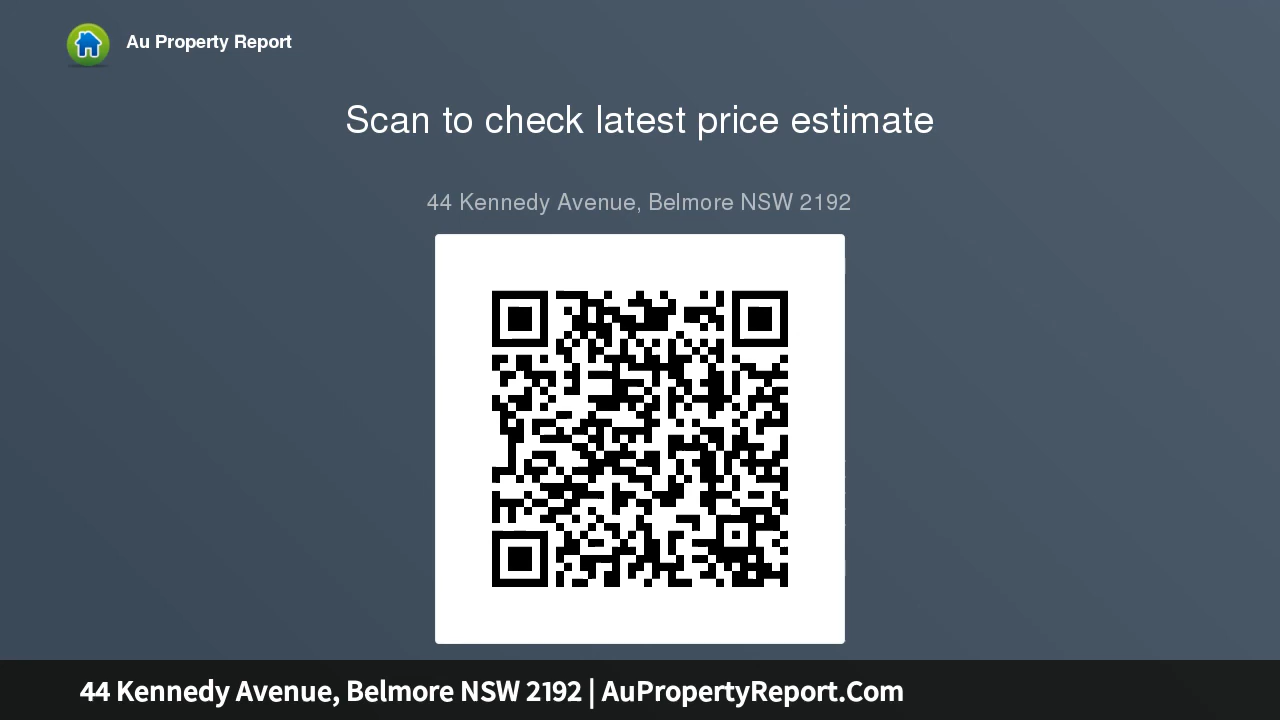 Au Property Report
Scan to check latest price estimate
44 Kennedy Avenue, Belmore NSW 2192
44 Kennedy Avenue, Belmore NSW 2192 | AuPropertyReport.Com